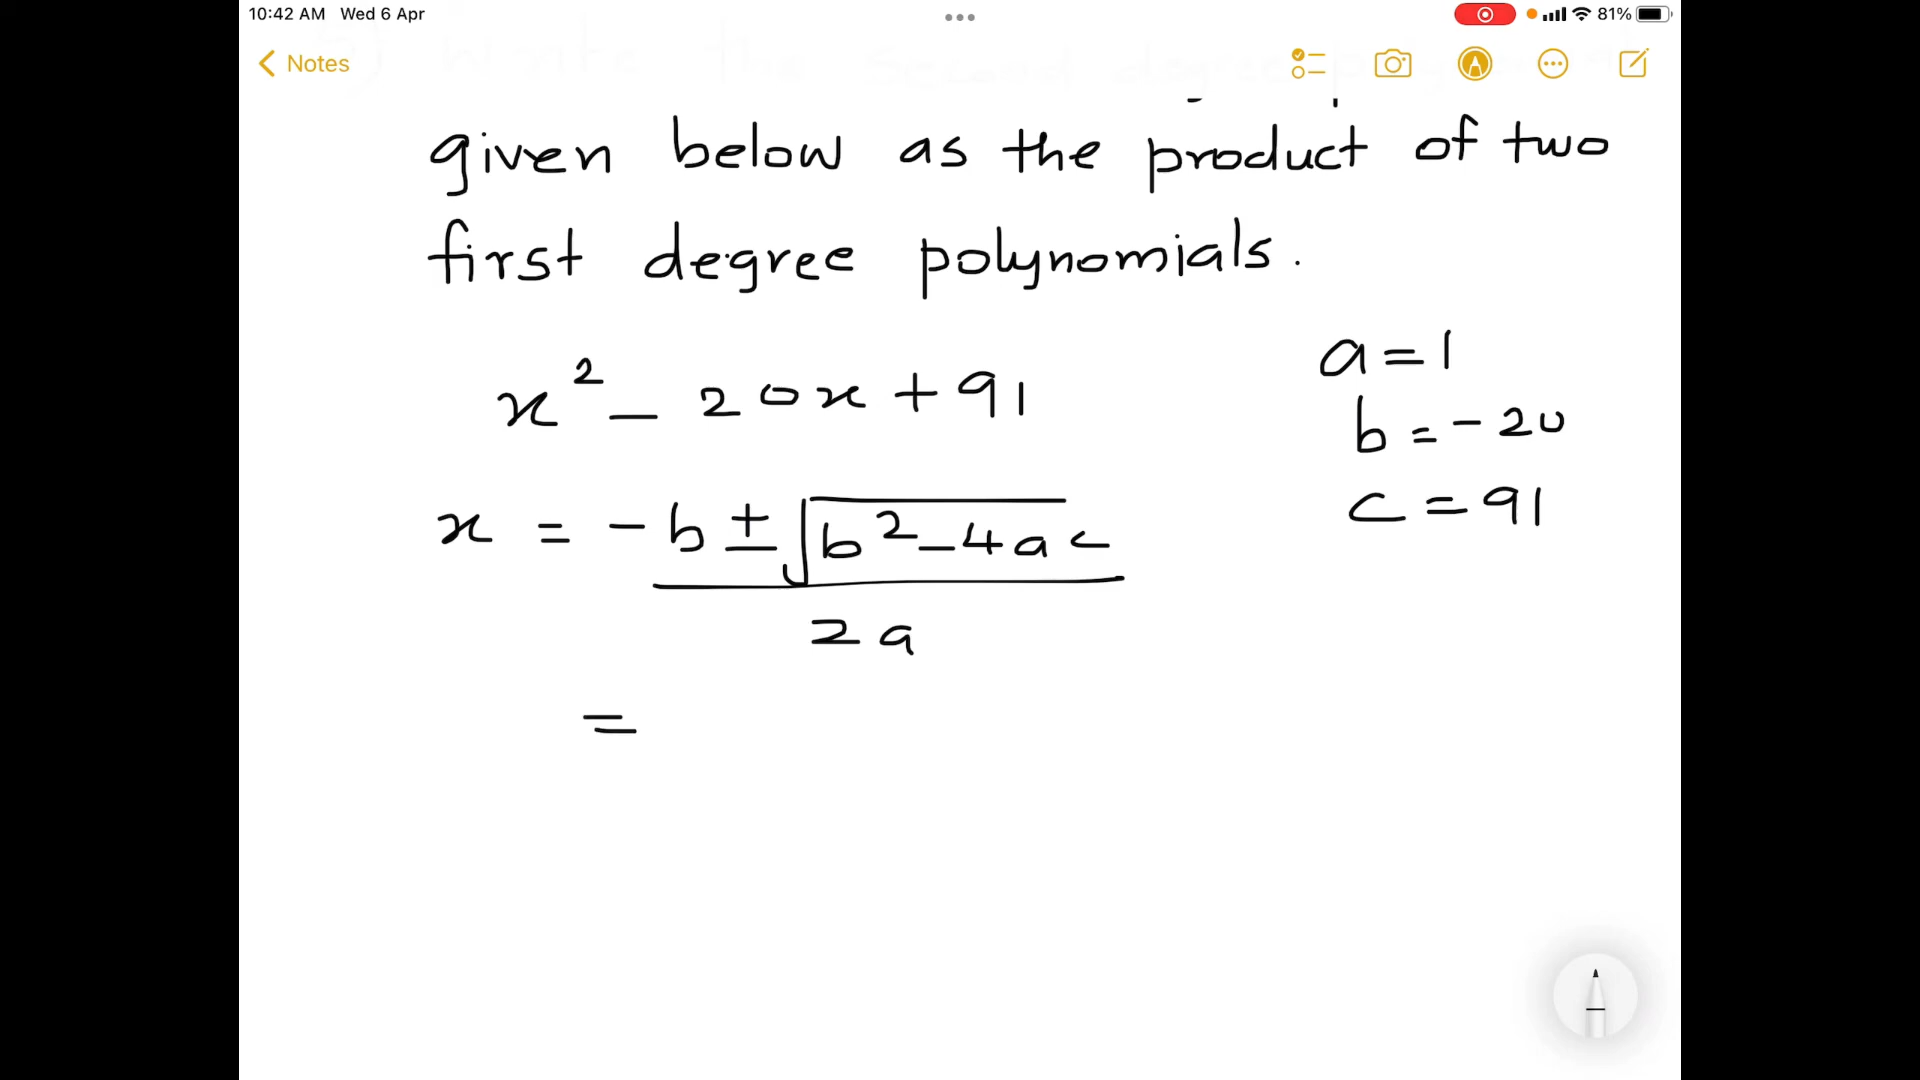 10:42 AM Wed 6 Apr
81%
Notes
given below as the product of two
first degree polynomials.
x² - 20x + 91
a = 1
b = -20
c = 91
x = -b ± √b² - 4ac
2a
=